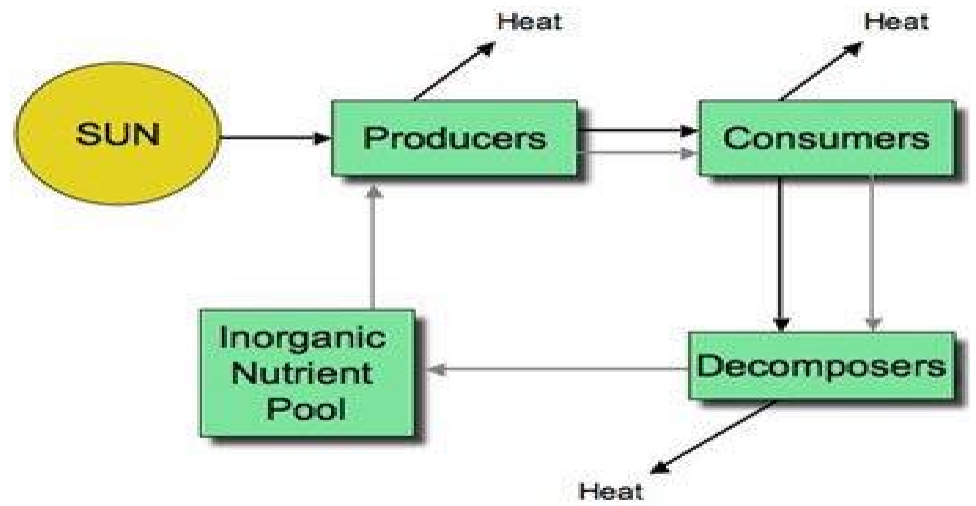 Heat
Heat
SUN
Producers
Consumers
Inorganic
Nutrient
Pool
Decomposers
Heat